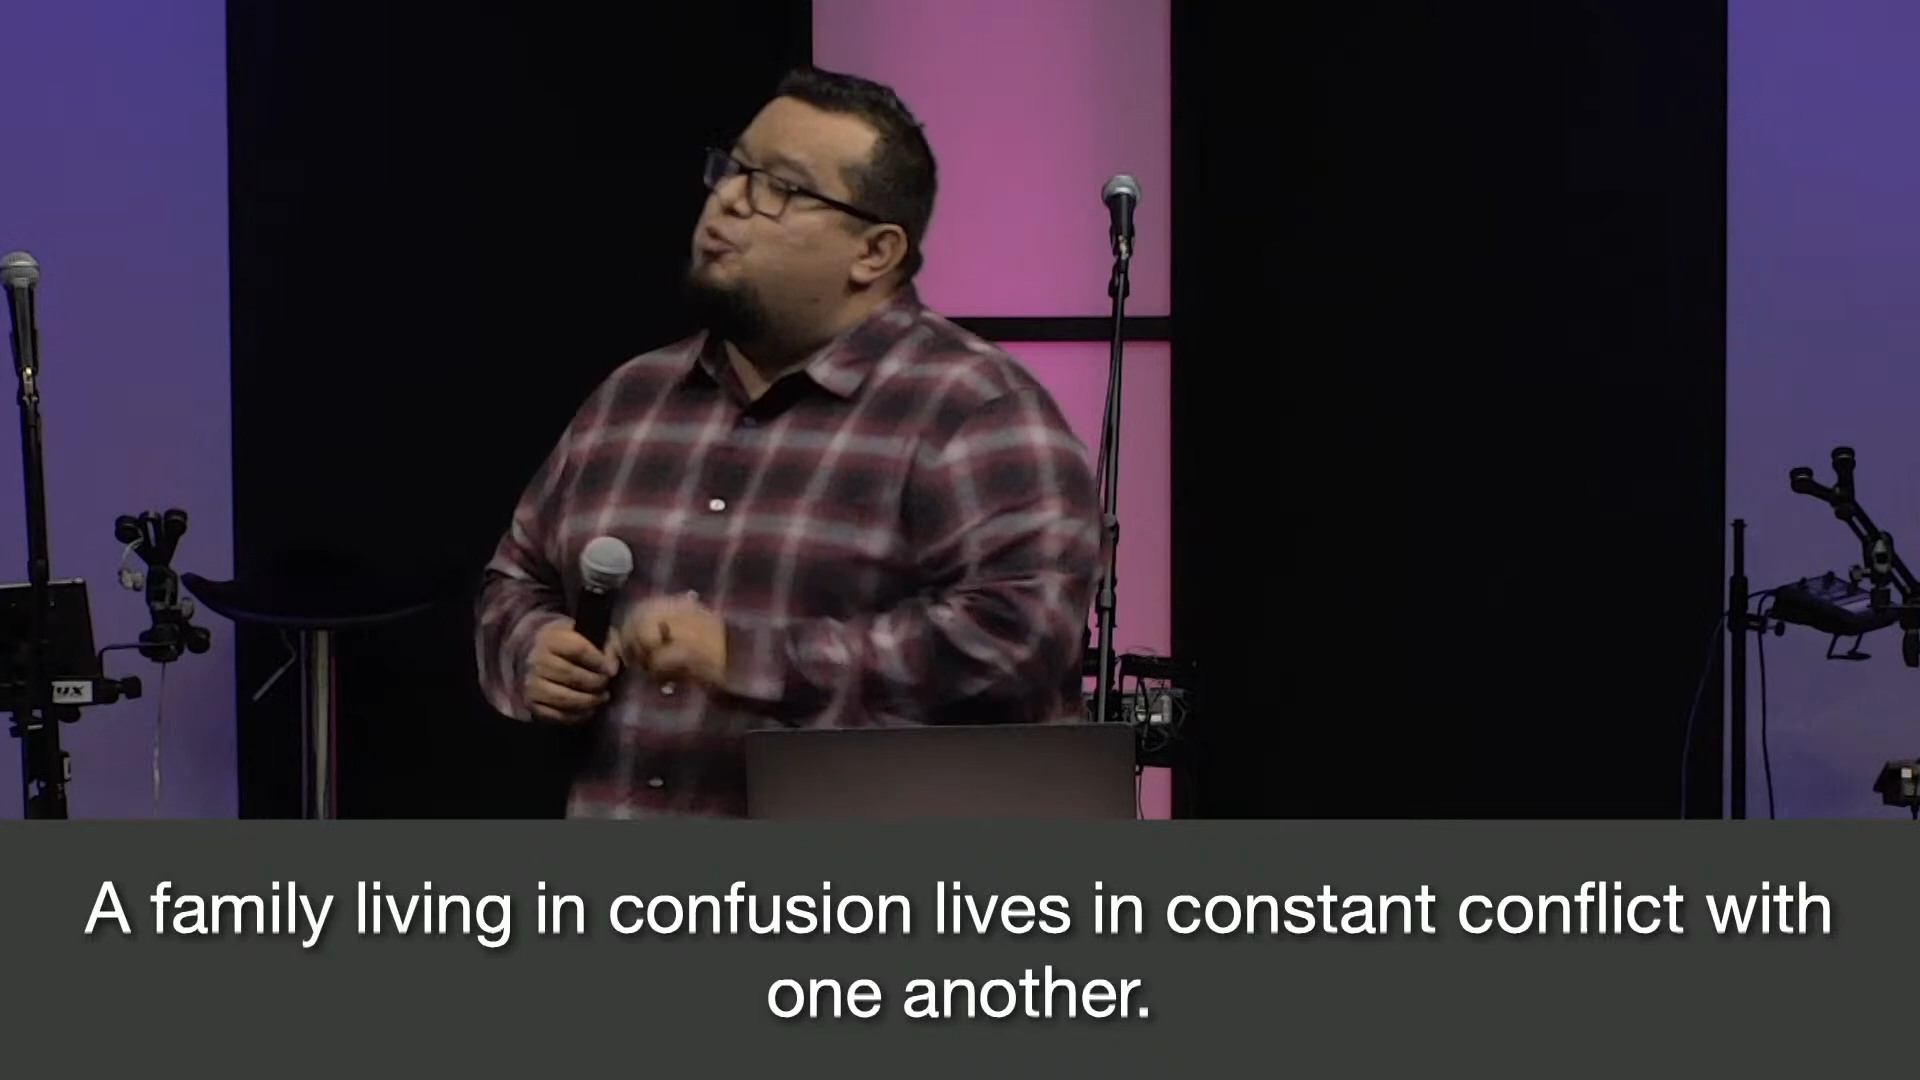 A family living in confusion lives in constant conflict with
one another.